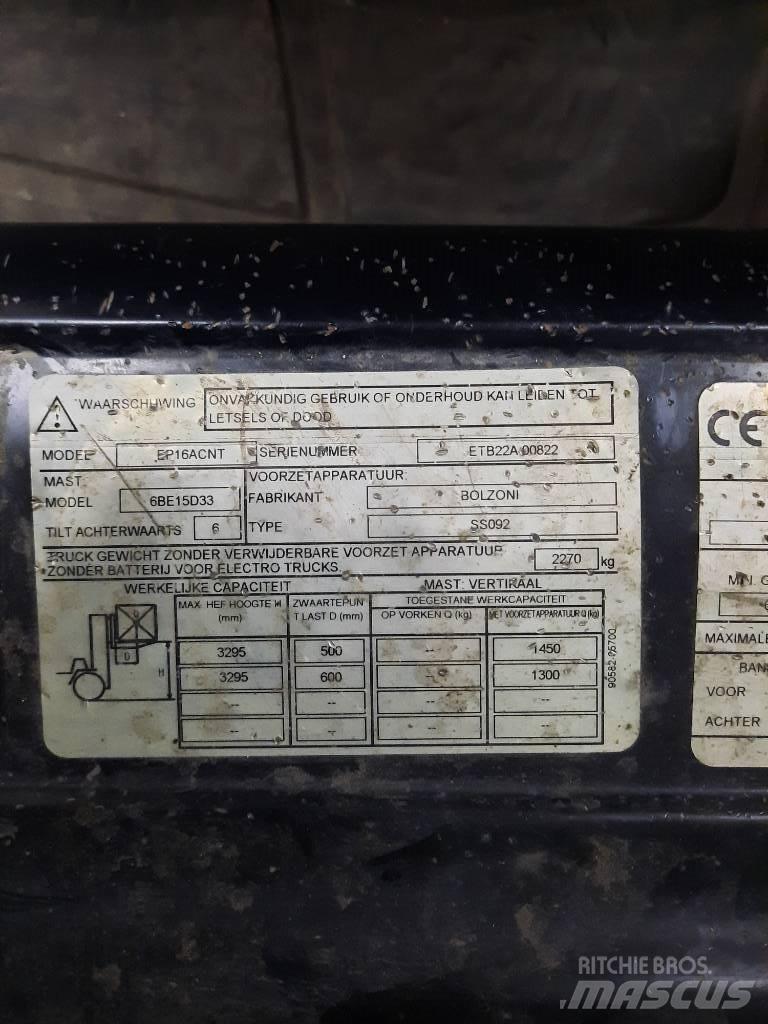 WAARSCHUWING
ONVAKKUNDIG GEBRUIK OF ONDERHOUD KAN LEIDEN TOT
LETSELS OF DOOD
MODEL EP16ACNT SERIENUMMER ETB22A 00822
MAST
MODEL 6BE15D33
TILT ACHTERWAARTS 6
VOORZETAPPARATUUR:
FABRIKANT BOLZONI
TYPE SS092
TRUCK GEWICHT ZONDER VERWIJDERBARE VOORZET APPARATUUR
ZONDER BATTERIJ VOOR ELECTRO TRUCKS. 2270 kg
WERKELIJKE CAPACITEIT MAST: VERTIKAAL
MAX. HEF HOOGTE H
(mm)
ZWAARTEPUN
T LAST D (mm)
TOEGESTANE WERKCAPACITEIT
OP VORKEN Q (kg) MET VOORZETAPPARATUUR Q (kg)
3295 500 -- 1450
3295 600 -- 1300
-- -- -- --
-- -- -- --
D
H
CE
MIN. G
MAXIMALE
BAN
VOOR
ACHTER
RITCHIE BROS.
MASCUS